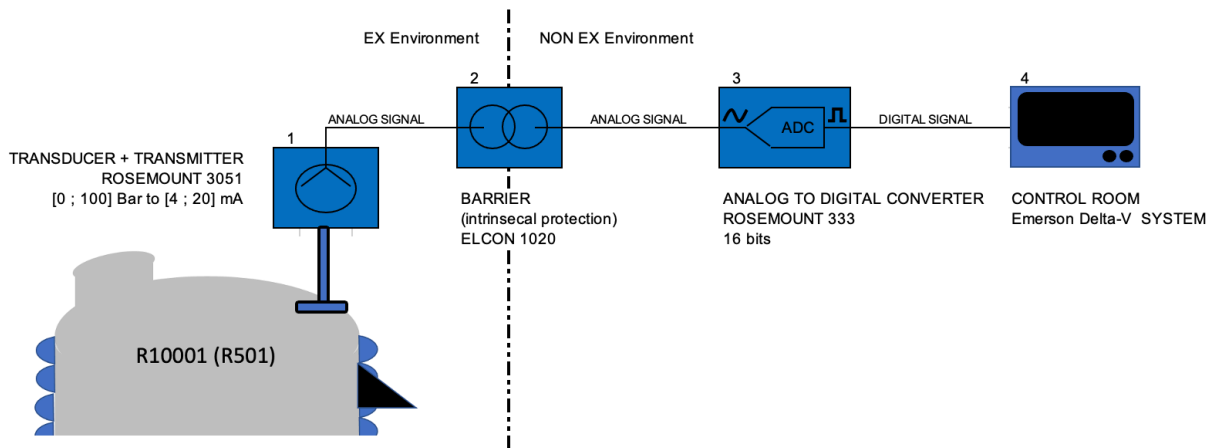 EX Environment
NON EX Environment
1
2
3
4
ANALOG SIGNAL
ANALOG SIGNAL
ADC
DIGITAL SIGNAL
TRANSDUCER + TRANSMITTER
ROSEMOUNT 3051
[0 ; 100] Bar to [4 ; 20] mA
BARRIER
(intrinsecal protection)
ELCON 1020
ANALOG TO DIGITAL CONVERTER
ROSEMOUNT 333
16 bits
CONTROL ROOM
Emerson Delta-V SYSTEM
R10001 (R501)